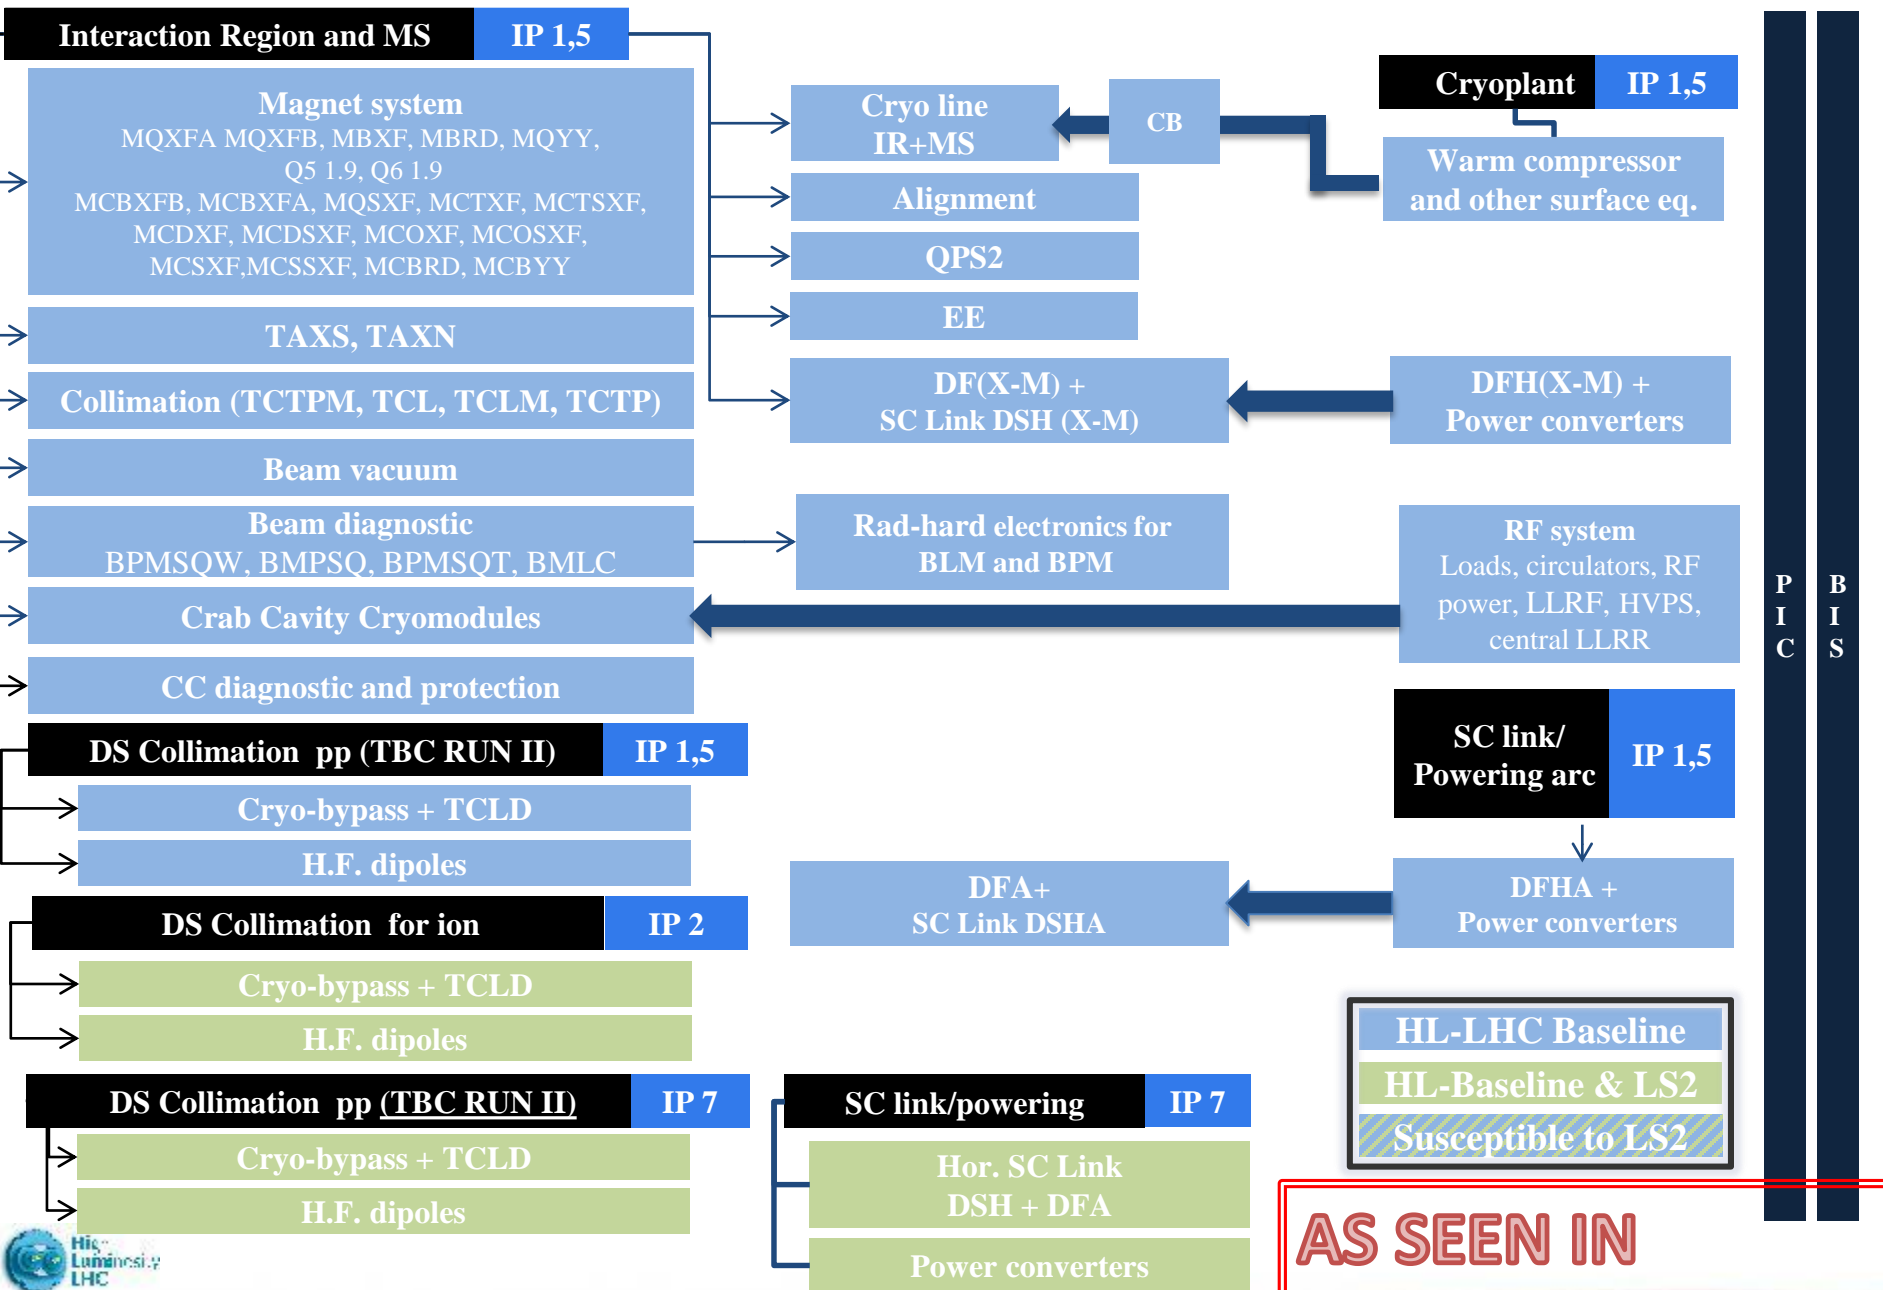 Interaction Region and MS
IP 1,5
Magnet system
MQXFA MQXFB, MBXF, MBRD, MQYY,
Q5 1.9, Q6 1.9
MCBXFB, MCBXFA, MQSXF, MCTXF, MCTSXF,
MCDXF, MCDSXF, MCOXF, MCOSXF,
MCSXF,MCSSXF, MCBRD, MCBYY
TAXS, TAXN
Collimation (TCTPM, TCL, TCLM, TCTP)
Beam vacuum
Beam diagnostic
BPMSQW, BMPSQ, BPMSQT, BMLC
Crab Cavity Cryomodules
CC diagnostic and protection
DS Collimation pp (TBC RUN II)
IP 1,5
Cryo-bypass + TCLD
H.F. dipoles
DS Collimation for ion
IP 2
Cryo-bypass + TCLD
H.F. dipoles
DS Collimation pp (TBC RUN II)
IP 7
Cryo-bypass + TCLD
H.F. dipoles
High
Luminosity
LHC
Cryo line
IR+MS
CB
Alignment
QPS2
EE
DF(X-M) +
SC Link DSH (X-M)
Rad-hard electronics for
BLM and BPM
DFA+
SC Link DSHA
SC link/powering
IP 7
Hor. SC Link
DSH + DFA
Power converters
Cryoplant
IP 1,5
Warm compressor
and other surface eq.
DFH(X-M) +
Power converters
RF system
Loads, circulators, RF
power, LLRF, HVPS,
central LLRR
SC link/
Powering arc
IP 1,5
DFHA +
Power converters
HL-LHC Baseline
HL-Baseline & LS2
Susceptible to LS2
AS SEEN IN
P
I
C
B
I
S